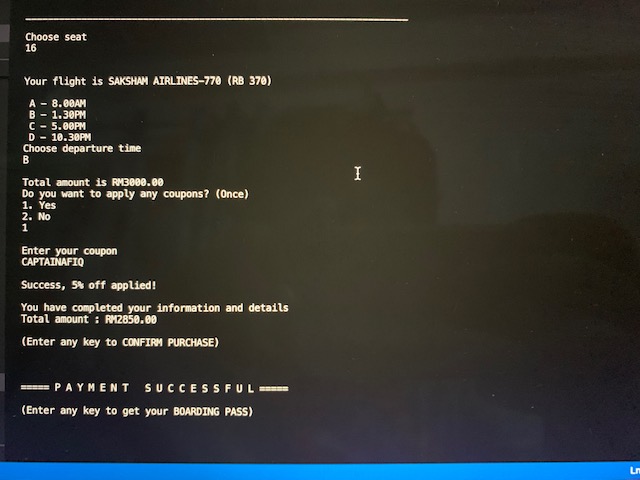 Choose seat
16
Your flight is SAKSHAM AIRLINES-770 (RB 370)
A - 8.00AM
B - 1.30PM
C - 5.00PM
D - 10.30PM
Choose departure time
B
Total amount is RM3000.00
Do you want to apply any coupons? (Once)
1. Yes
2. No
1
Enter your coupon
CAPTAINAFIQ
Success, 5% off applied!
You have completed your information and details
Total amount : RM2850.00
(Enter any key to CONFIRM PURCHASE)
===== P A Y M E N T   S U C C E S S F U L =====
(Enter any key to get your BOARDING PASS)
Ln